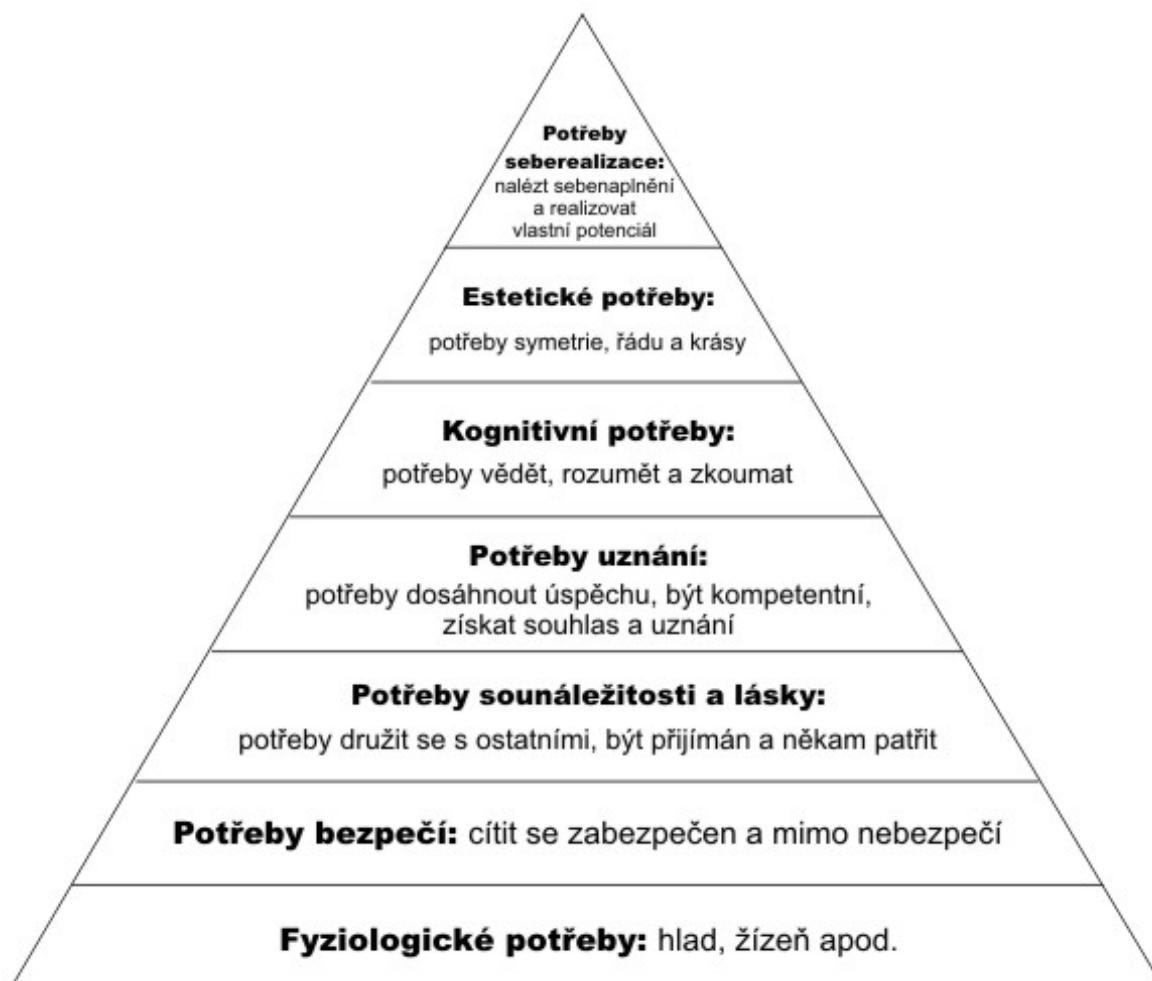 Potřeby
seberealizace:
nalézt sebenaplnění
a realizovat
vlastní potenciál
Estetické potřeby:
potřeby symetrie, řádu a krásy
Kognitivní potřeby:
potřeby vědět, rozumět a zkoumat
Potřeby uznání:
potřeby dosáhnout úspěchu, být kompetentní,
získat souhlas a uznání
Potřeby sounáležitosti a lásky:
potřeby družit se s ostatními, být přijímán a někam patřit
Potřeby bezpečí: cítit se zabezpečen a mimo nebezpečí
Fyziologické potřeby: hlad, žízeň apod.